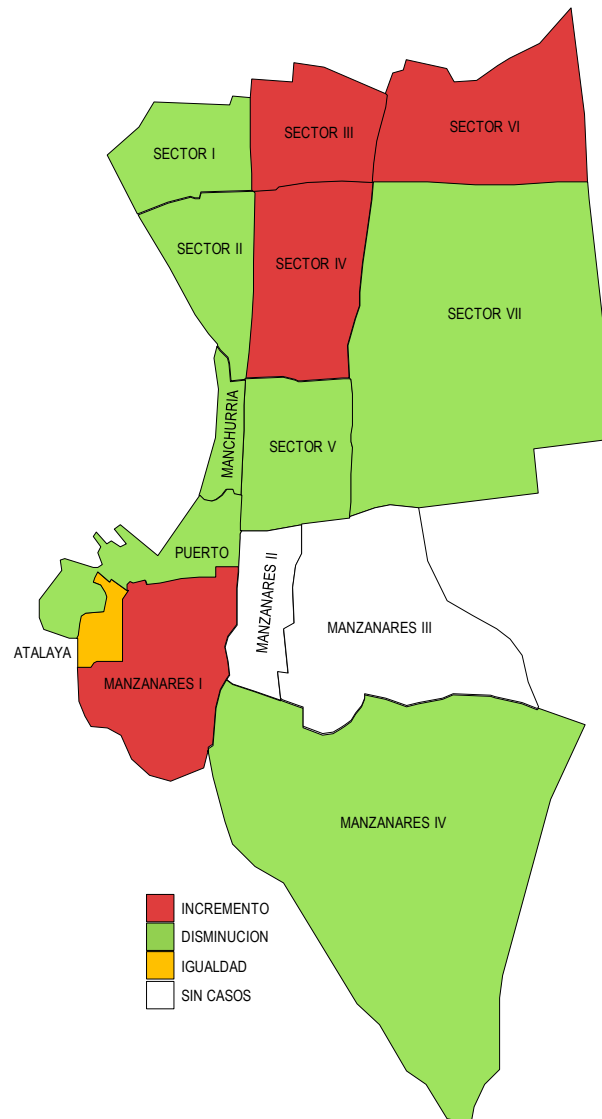 SECTOR VI
SECTOR III
SECTOR I
SECTOR II
SECTOR IV
SECTOR VII
MANCHURRIA
SECTOR V
PUERTO
MANZANARES II
MANZANARES III
ATALAYA
MANZANARES I
MANZANARES IV
INCREMENTO
DISMINUCION
IGUALDAD
SIN CASOS